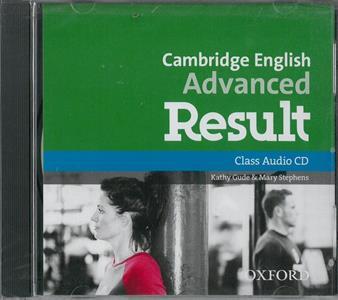 Cambridge English
Advanced
Result
Class Audio CD
Kathy Gude & Mary Stephens
OXFORD